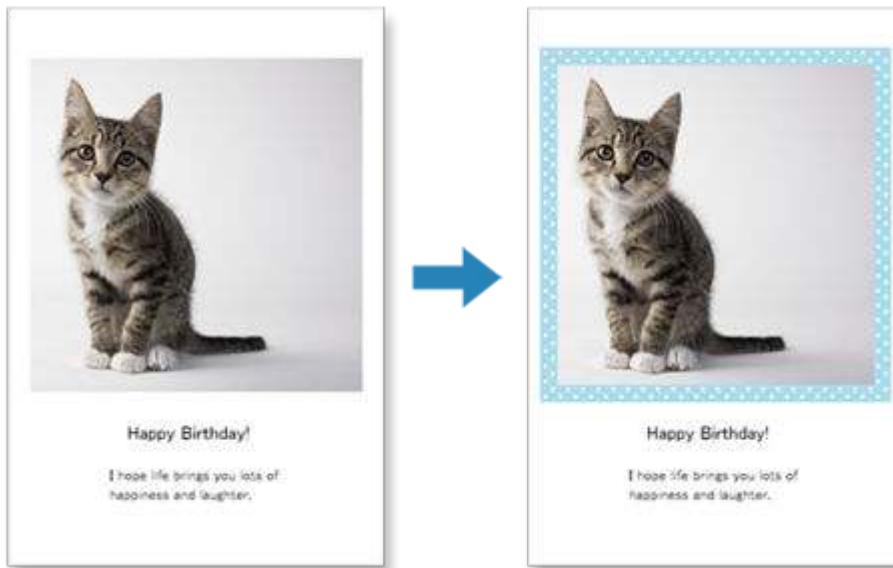 Happy Birthday!
I hope life brings you lots of
happiness and laughter.
Happy Birthday!
I hope life brings you lots of
happiness and laughter.